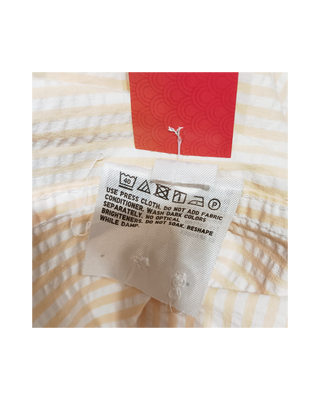 40 P
USE PRESS CLOTH. DO NOT ADD FABRIC
CONDITIONER. WASH DARK COLORS
SEPARATELY. NO OPTICAL
BRIGHTENERS. DO NOT SOAK. RESHAPE
WHILE DAMP.